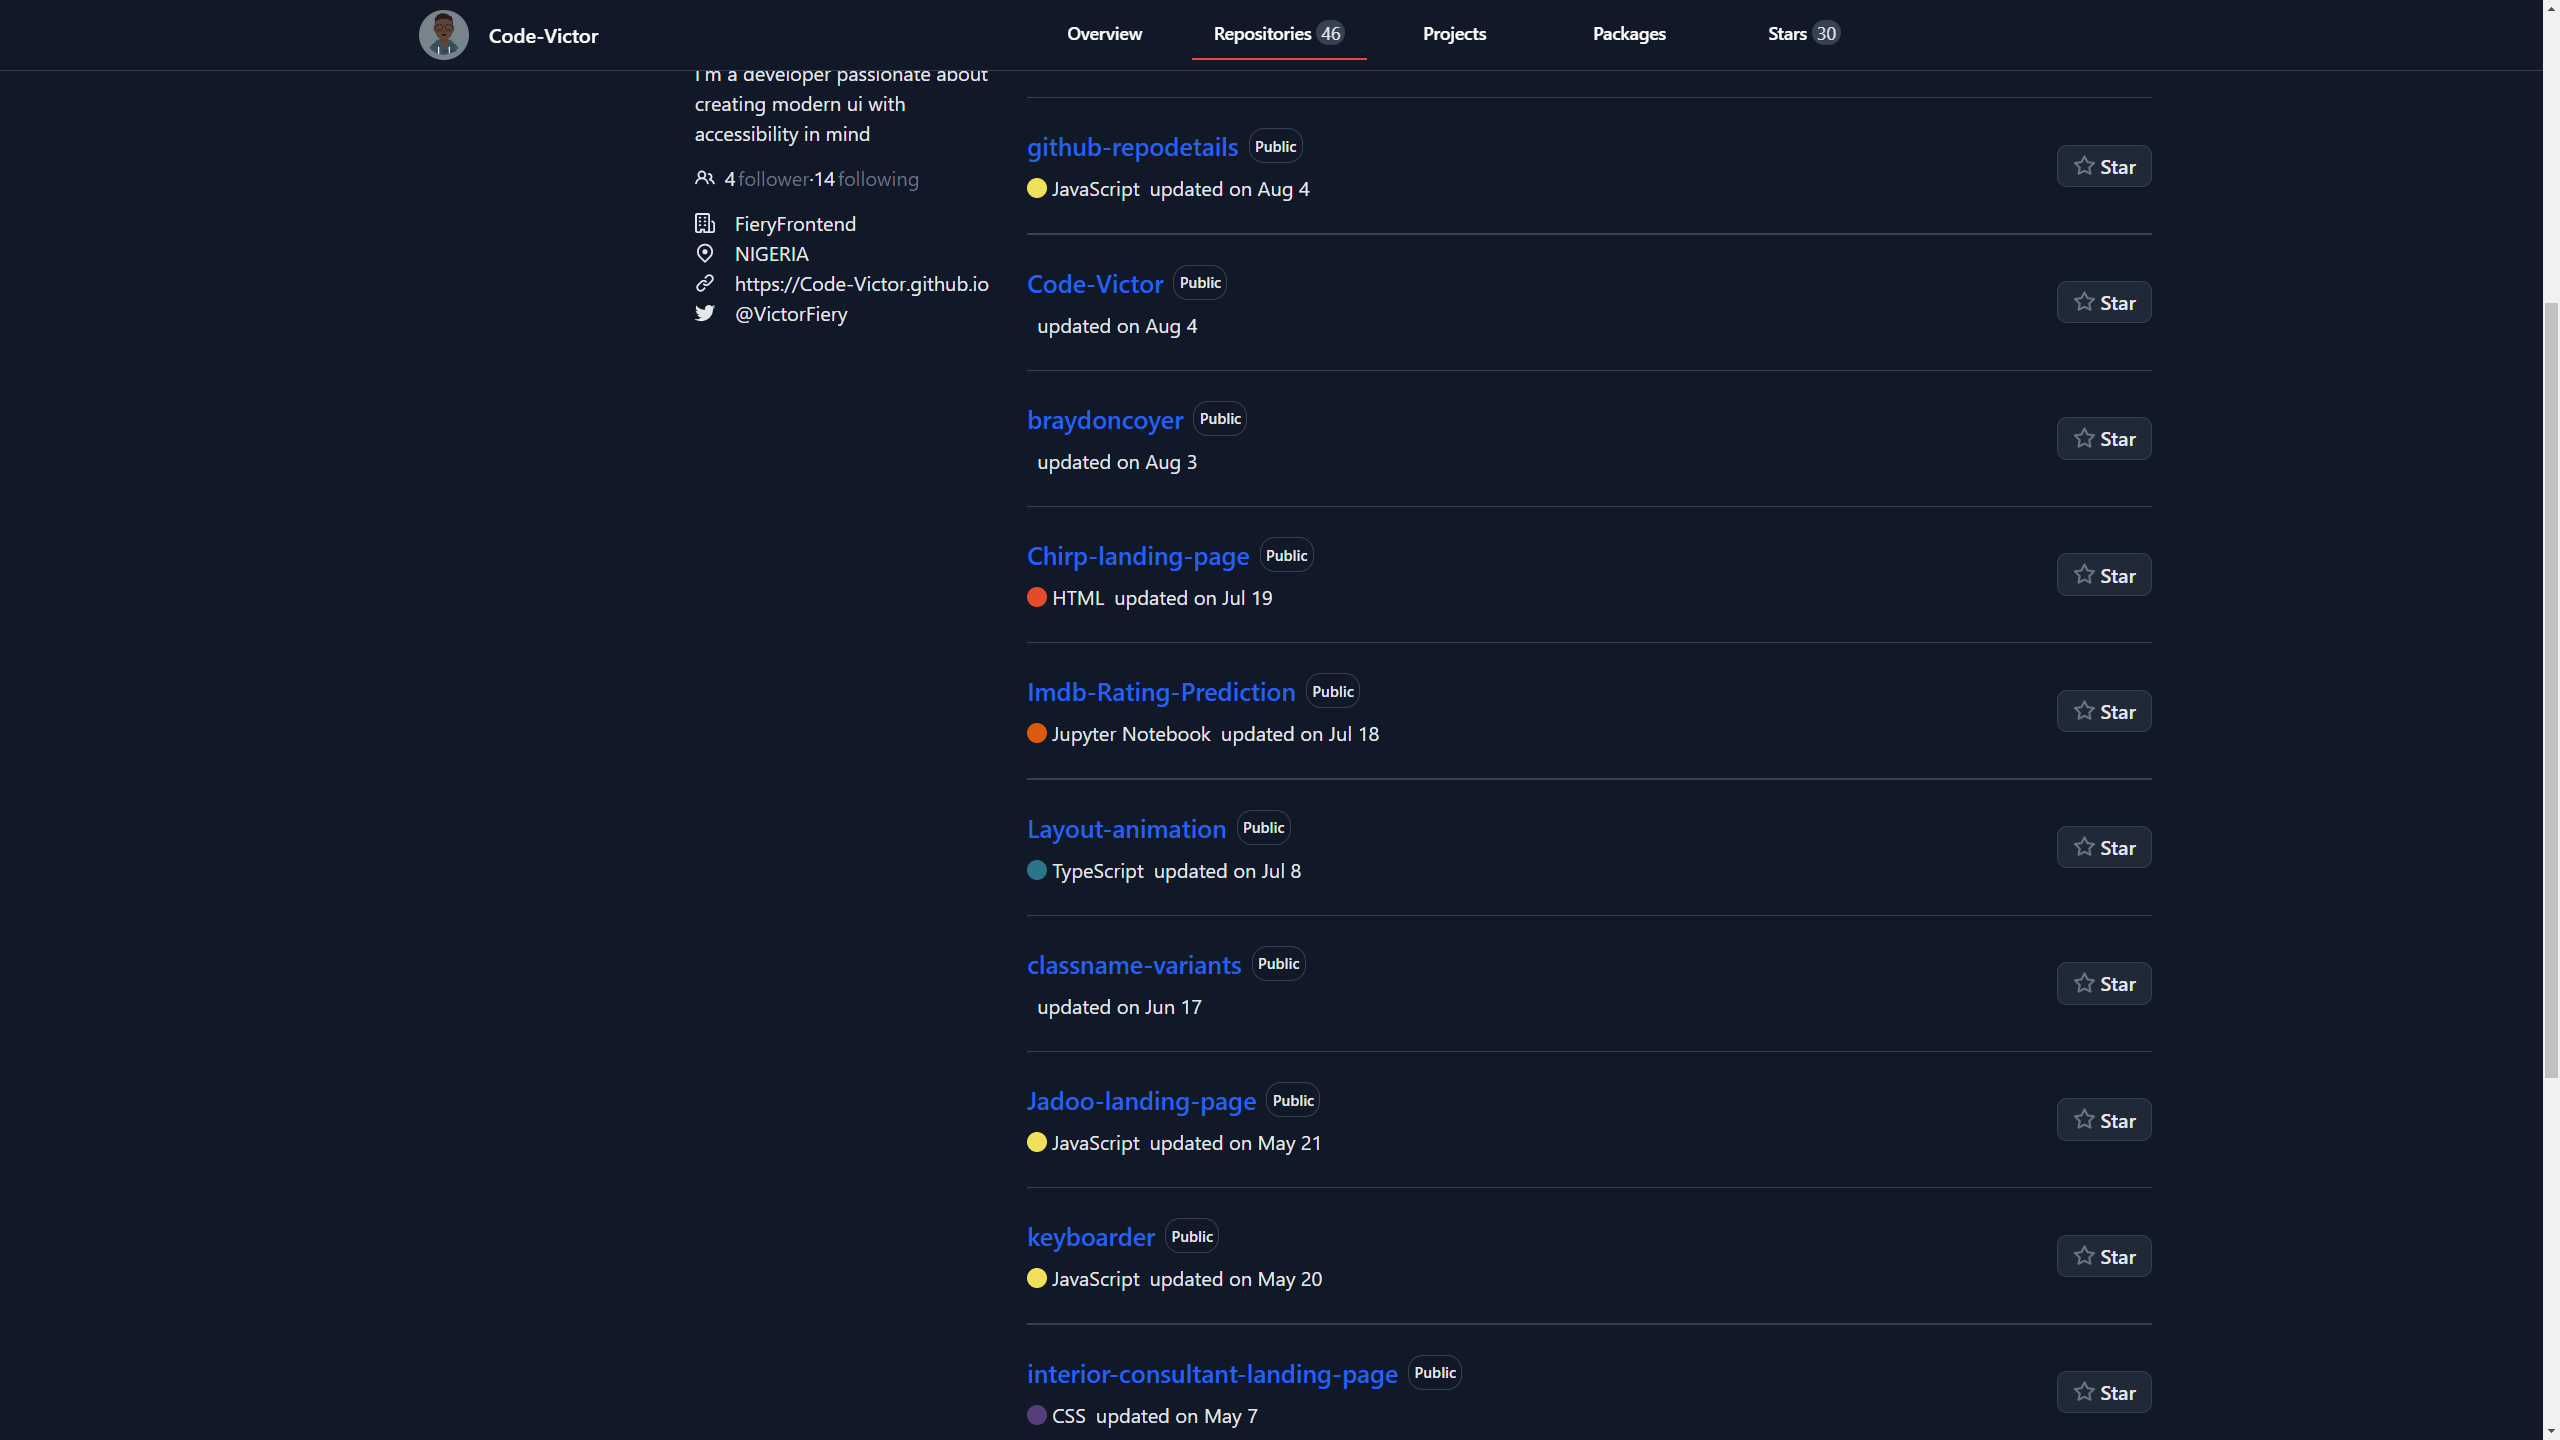 Code-Victor
Overview
Repositories 46
Projects
Packages
Stars 30
I'm a developer passionate about
creating modern ui with
accessibility in mind
4 follower·14 following
FieryFrontend
NIGERIA
https://Code-Victor.github.io
@VictorFiery
github-repodetails Public
JavaScript updated on Aug 4
Star
Code-Victor Public
updated on Aug 4
Star
braydoncoyer Public
updated on Aug 3
Star
Chirp-landing-page Public
HTML updated on Jul 19
Star
Imdb-Rating-Prediction Public
Jupyter Notebook updated on Jul 18
Star
Layout-animation Public
TypeScript updated on Jul 8
Star
classname-variants Public
updated on Jun 17
Star
Jadoo-landing-page Public
JavaScript updated on May 21
Star
keyboarder Public
JavaScript updated on May 20
Star
interior-consultant-landing-page Public
CSS updated on May 7
Star